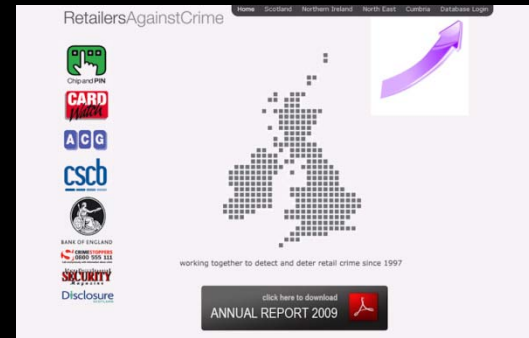 RetailersAgainstCrime
Home Scotland Northern Ireland North East Cumbria Database Login
Chip and PIN
CARD
Watch
ACG
cscb
BANK OF ENGLAND
CRIMESTOPPERS
0800 555 111
SECURITY
Magazine
Disclosure
working together to detect and deter retail crime since 1997
click here to download
ANNUAL REPORT 2009